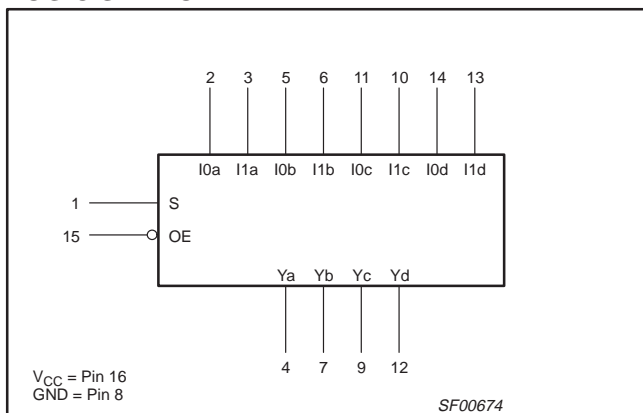 2 3 5 6 11 10 14 13
I0a I1a I0b I1b I0c I1c I0d I1d
1 S
15 OE
Ya Yb Yc Yd
4 7 9 12
VCC = Pin 16
GND = Pin 8
SF00674